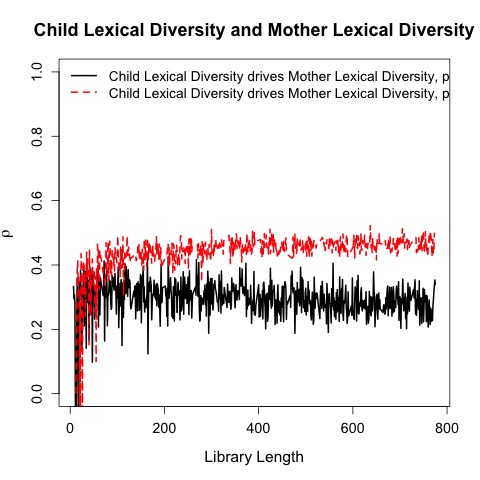 Child Lexical Diversity and Mother Lexical Diversity
Child Lexical Diversity drives Mother Lexical Diversity, p
Child Lexical Diversity drives Mother Lexical Diversity, p
1.0
0.8
0.6
0.4
0.2
0.0
ρ
0 200 400 600 800
Library Length